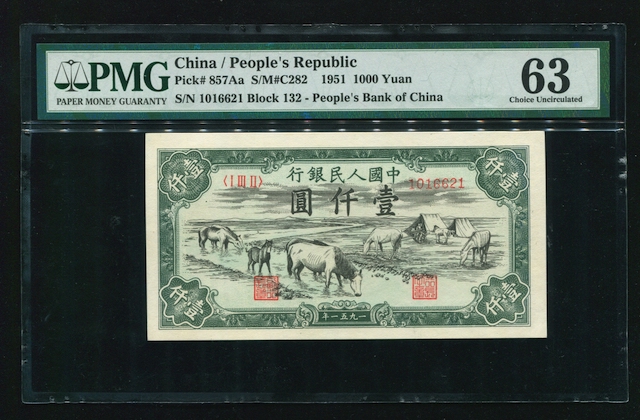 PMG
PAPER MONEY GUARANTY
China / People's Republic
Pick# 857Aa S/M#C282 1951 1000 Yuan
S/N 1016621 Block 132 - People's Bank of China
63
Choice Uncirculated
壹仟
壹仟
〈I III II〉
行銀民人國中
1016621
圓仟壹
壹仟
壹仟
年一五九一